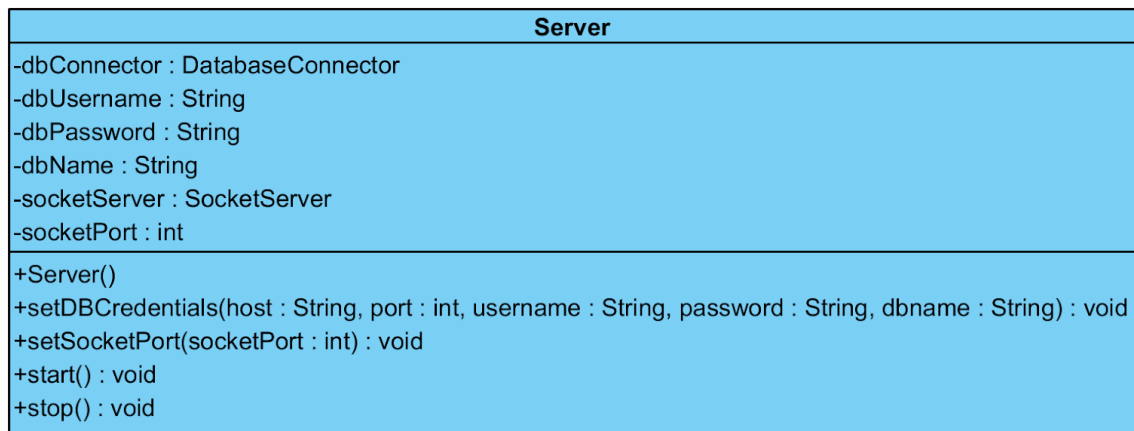 Server
-dbConnector : DatabaseConnector
-dbUsername : String
-dbPassword : String
-dbName : String
-socketServer : SocketServer
-socketPort : int
+Server()
+setDBCredentials(host : String, port : int, username : String, password : String, dbname : String) : void
+setSocketPort(socketPort : int) : void
+start() : void
+stop() : void